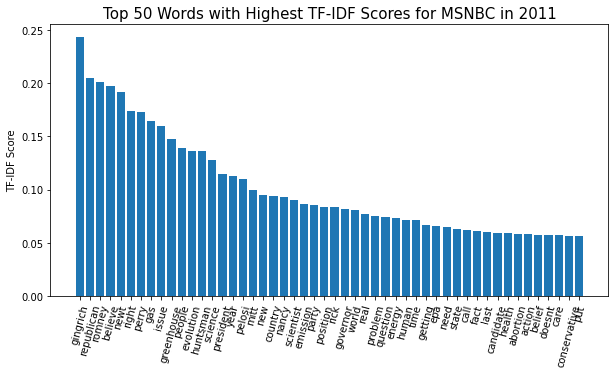 Top 50 Words with Highest TF-IDF Scores for MSNBC in 2011
TF-IDF Score
0.25
0.20
0.15
0.10
0.05
0.00
gingrich
republican
romney
believe
newt
right
perry
gas
issue
greenhouse
people
evolution
huntsman
science
president
year
pelosi
mitt
new
country
nancy
scientist
emission
party
position
rick
governor
world
real
problem
question
energy
human
time
getting
epa
need
state
call
fact
last
candidate
health
abortion
action
belief
doesnt
care
conservative
put